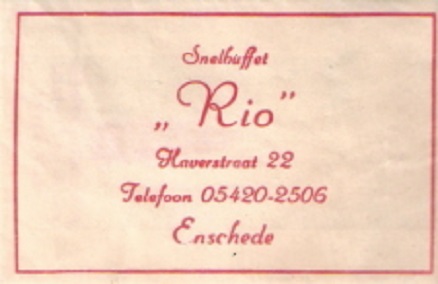 Snelbuffet
„Rio”
Haverstraat 22
Telefoon 05420-2506
Enschede